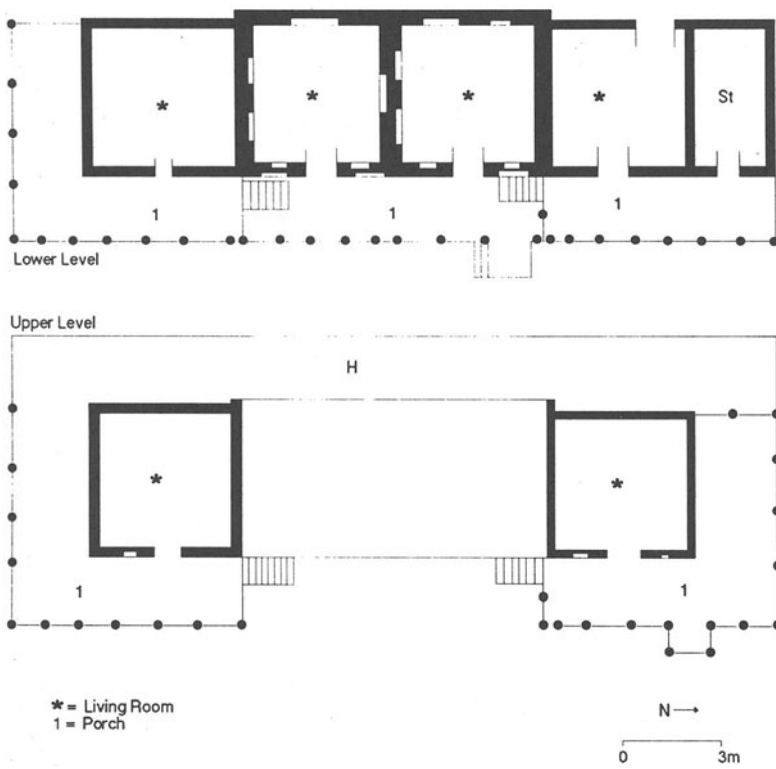 * * * * St
1 1 1
Lower Level
Upper Level
H
* *
1 1
* = Living Room
1 = Porch
N →
0 3m